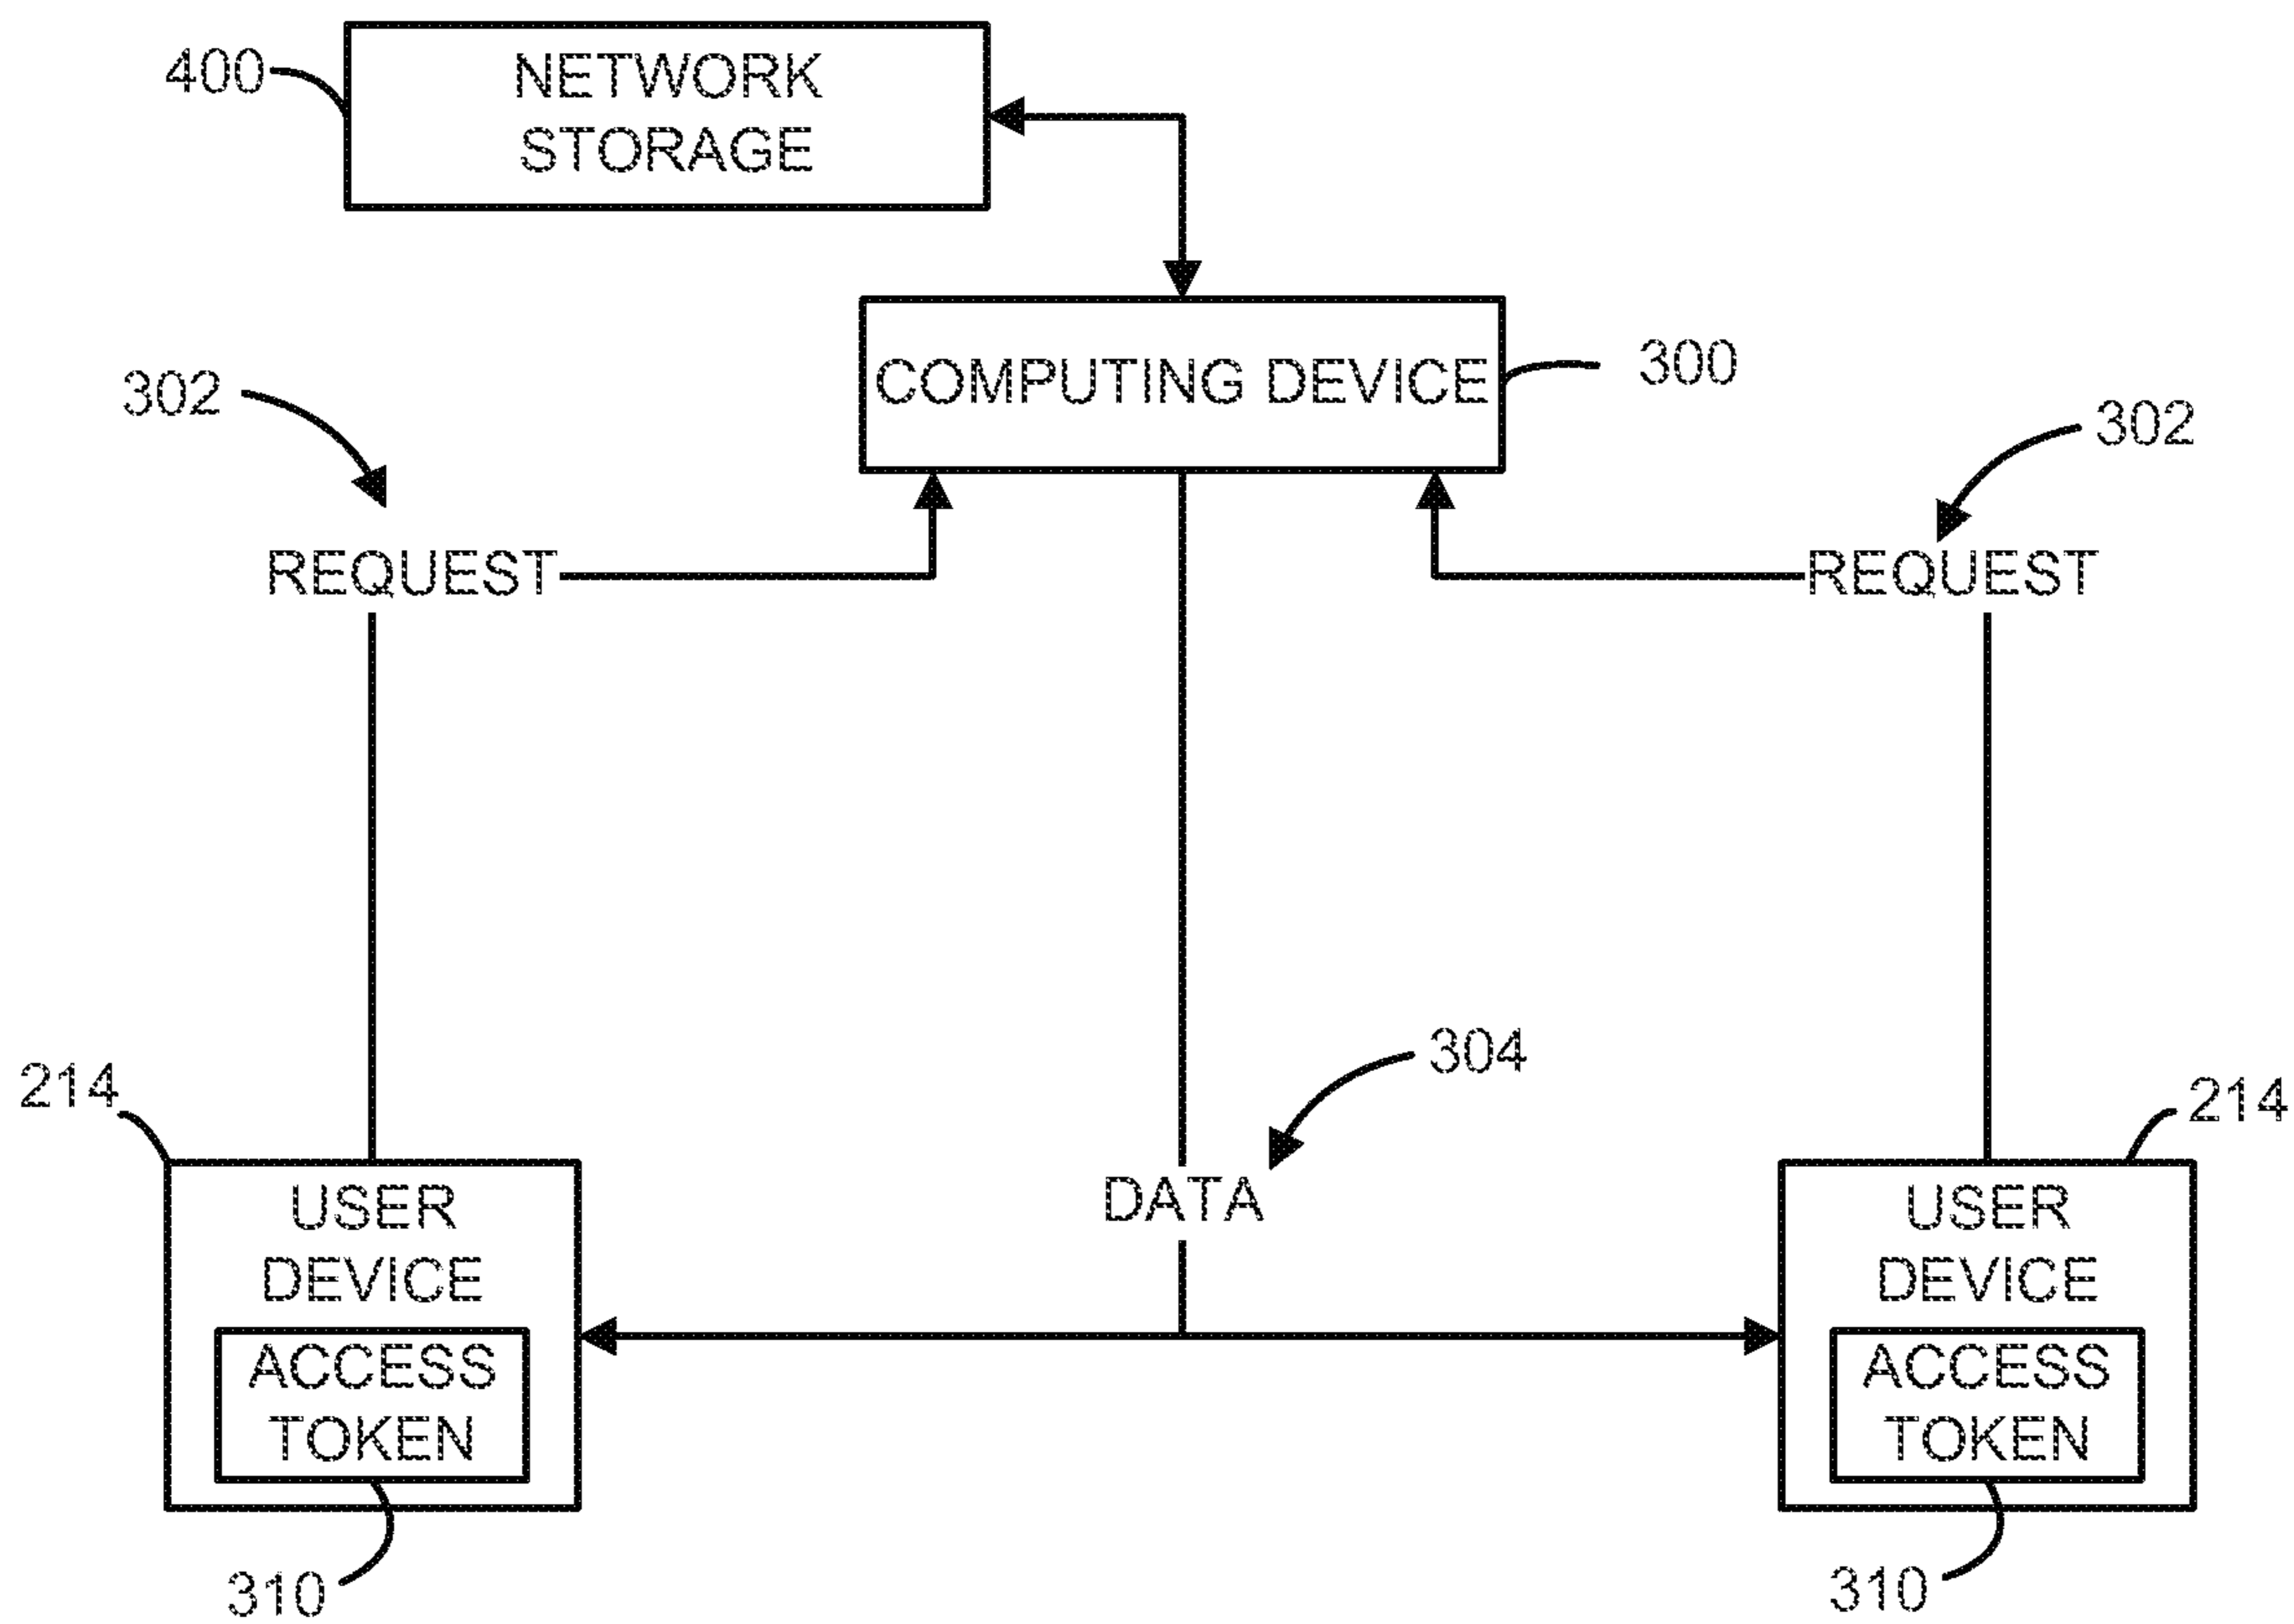 400
NETWORK
STORAGE
COMPUTING DEVICE
300
302
302
REQUEST
REQUEST
304
214
214
DATA
USER
DEVICE
ACCESS
TOKEN
USER
DEVICE
ACCESS
TOKEN
310
310